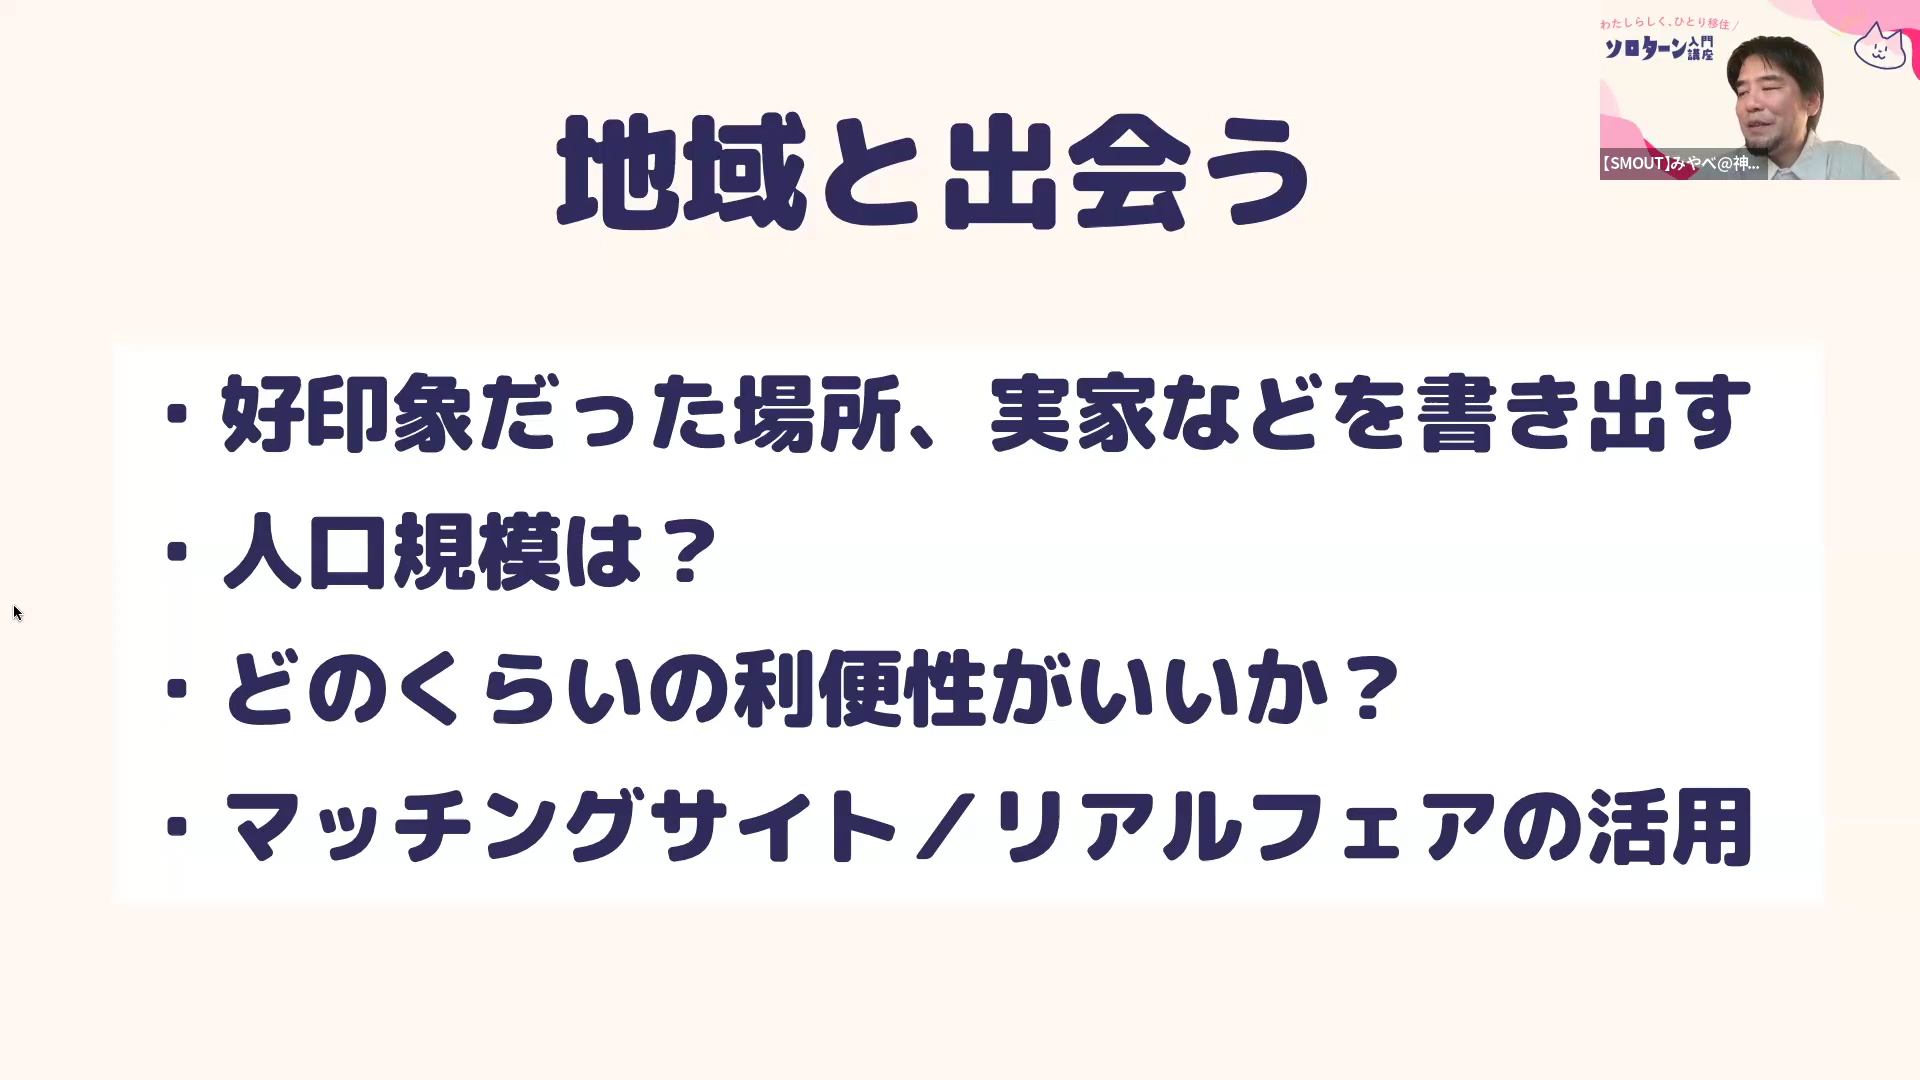 わたしらしく、ひとり移住 /
ソロターン入門講座
【SMOUT】みやべ@神...
地域と出会う
・好印象だった場所、実家などを書き出す
・人口規模は？
・どのくらいの利便性がいいか？
・マッチングサイト／リアルフェアの活用